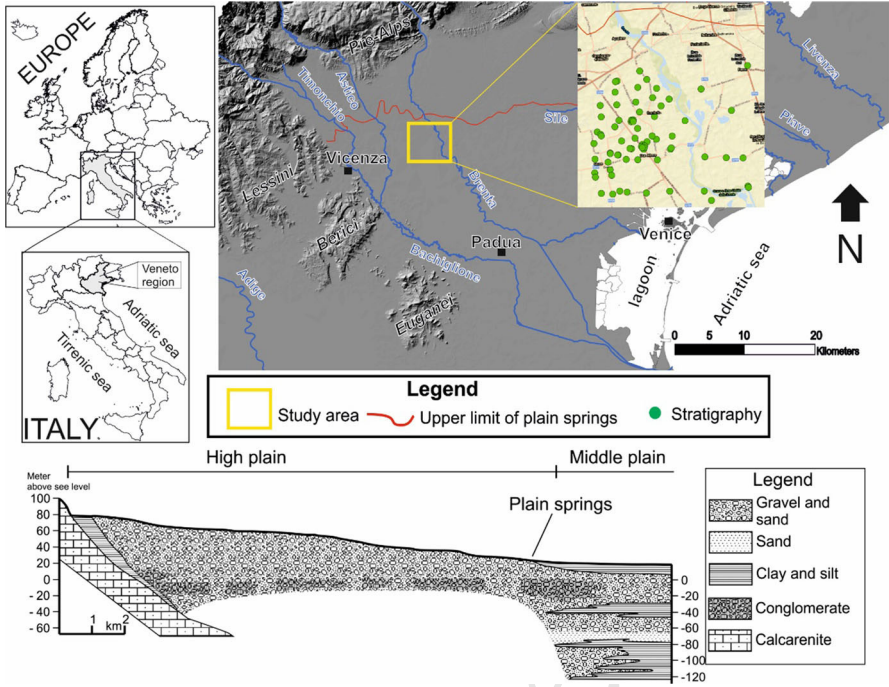 EUROPE
Veneto
region
Adriatic sea
Tirrenic sea
ITALY
Pre-Alps
Timonchio
Astico
Livenza
Piave
Sile
Vicenza
Lessini
Brenta
Berici
Padua
Venice
Bachiglione
Adige
Euganei
lagoon
Adriatic sea
N
0 5 10 20
Kilometers
Legend
Study area
Upper limit of plain springs
Stratigraphy
High plain
Middle plain
Meter
above see level
Plain springs
100
80
60
40
20
0
-20
-40
-60
1 2
km
0
-20
-40
-60
-80
-100
-120
Legend
Gravel and
sand
Sand
Clay and silt
Conglomerate
Calcarenite